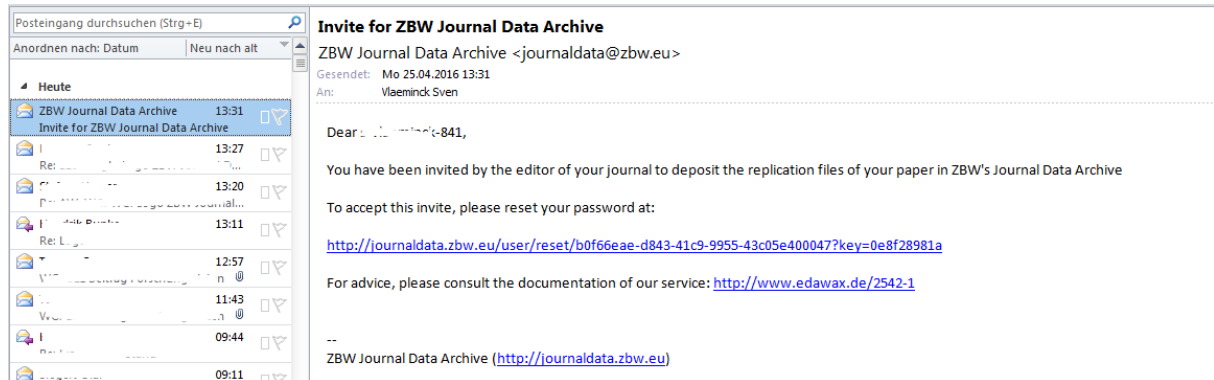 Posteingang durchsuchen (Strg+E)
Anordnen nach: Datum Neu nach alt
Heute
ZBW Journal Data Archive 13:31
Invite for ZBW Journal Data Archive
13:27
Re:
13:20
13:11
Re:
12:57
11:43
09:44
09:11
Invite for ZBW Journal Data Archive
ZBW Journal Data Archive <journaldata@zbw.eu>
Gesendet: Mo 25.04.2016 13:31
An: Vlaeminck Sven
Dear -841,
You have been invited by the editor of your journal to deposit the replication files of your paper in ZBW's Journal Data Archive
To accept this invite, please reset your password at:
http://journaldata.zbw.eu/user/reset/b0f66eae-d843-41c9-9955-43c05e400047?key=0e8f28981a
For advice, please consult the documentation of our service: http://www.edawax.de/2542-1
--
ZBW Journal Data Archive (http://journaldata.zbw.eu)